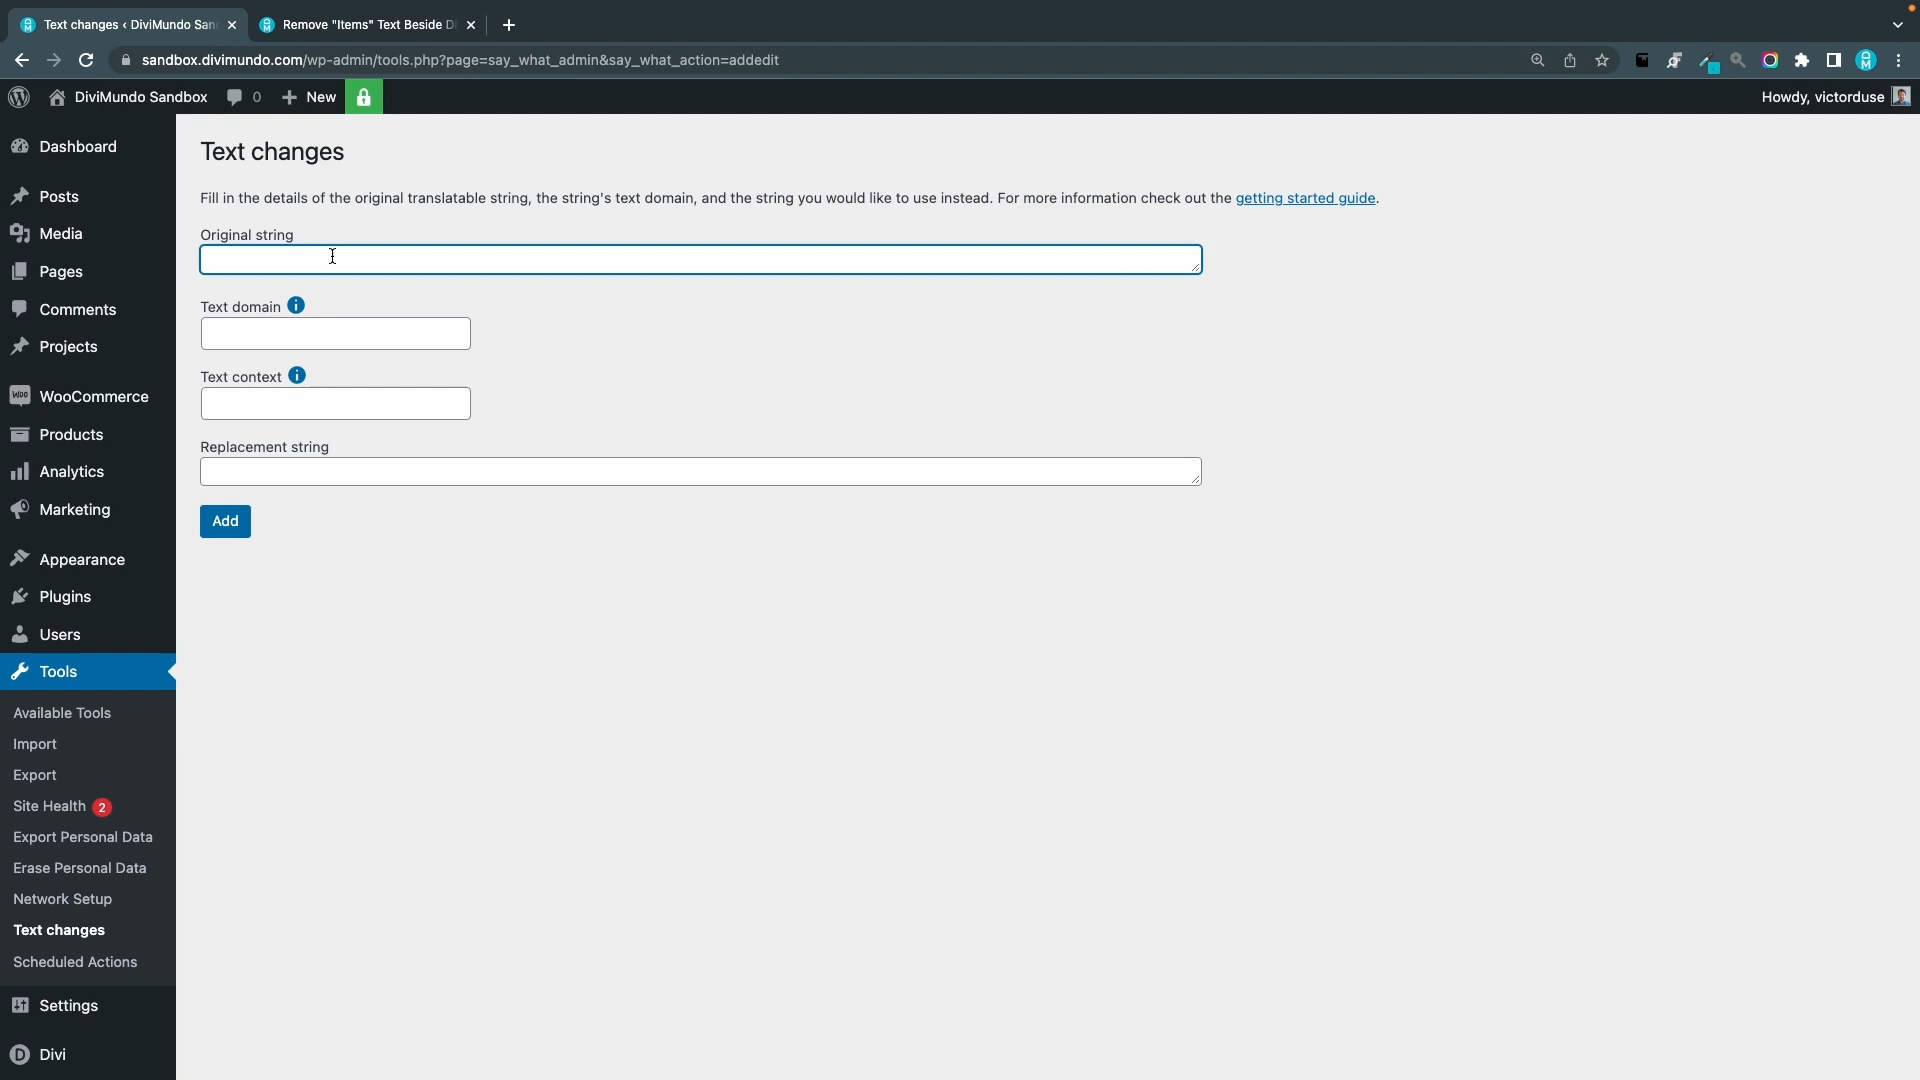 Text changes ‹ DiviMundo San
Remove "Items" Text Beside D
sandbox.divimundo.com/wp-admin/tools.php?page=say_what_admin&say_what_action=addedit
DiviMundo Sandbox
0
New
Howdy, victorduse
Dashboard
Posts
Media
Pages
Comments
Projects
WooCommerce
Products
Analytics
Marketing
Appearance
Plugins
Users
Tools
Available Tools
Import
Export
Site Health 2
Export Personal Data
Erase Personal Data
Network Setup
Text changes
Scheduled Actions
Settings
Divi
Text changes
Fill in the details of the original translatable string, the string's text domain, and the string you would like to use instead. For more information check out the getting started guide.
Original string
Text domain
Text context
Replacement string
Add